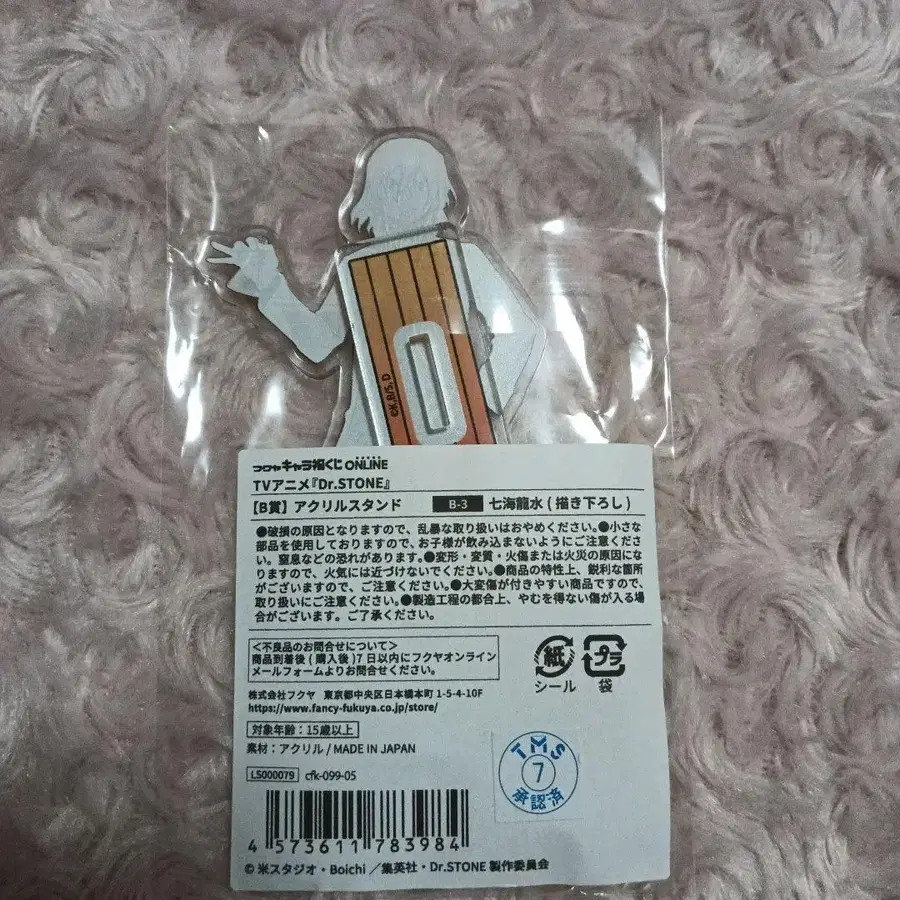 ©K,B/S, D
フクヤキャラ福くじ ONLINE
TVアニメ『Dr.STONE』
【B賞】アクリルスタンド B-3 七海龍水(描き下ろし)
●破損の原因となりますので、乱暴な取り扱いはおやめください。●小さな
部品を使用しておりますので、お子様が飲み込まないようにご注意くださ
い。窒息などの恐れがあります。●変形・変質・火傷または火災の原因にな
りますので、火気には近づけないでください。●商品の特性上、鋭利な箇所
がございますので、ご注意ください。●大変傷が付きやすい商品ですので、
取り扱いにご注意ください。●製造工程の都合上、やむを得ない傷が入る場
合がございます。ご了承ください。
<不良品のお問合せについて>
商品到着後(購入後)7日以内にフクヤオンライン
メールフォームよりお問合せください。
紙 プラ
シール 袋
株式会社フクヤ 東京都中央区日本橋本町 1-5-4-10F
https://www.fancy-fukuya.co.jp/store/
対象年齢:15歳以上
素材:アクリル / MADE IN JAPAN
TMS
7
承認済
LS000079 cfk-099-05
4 573611 783984
© 米スタジオ・Boichi/集英社・Dr.STONE 製作委員会